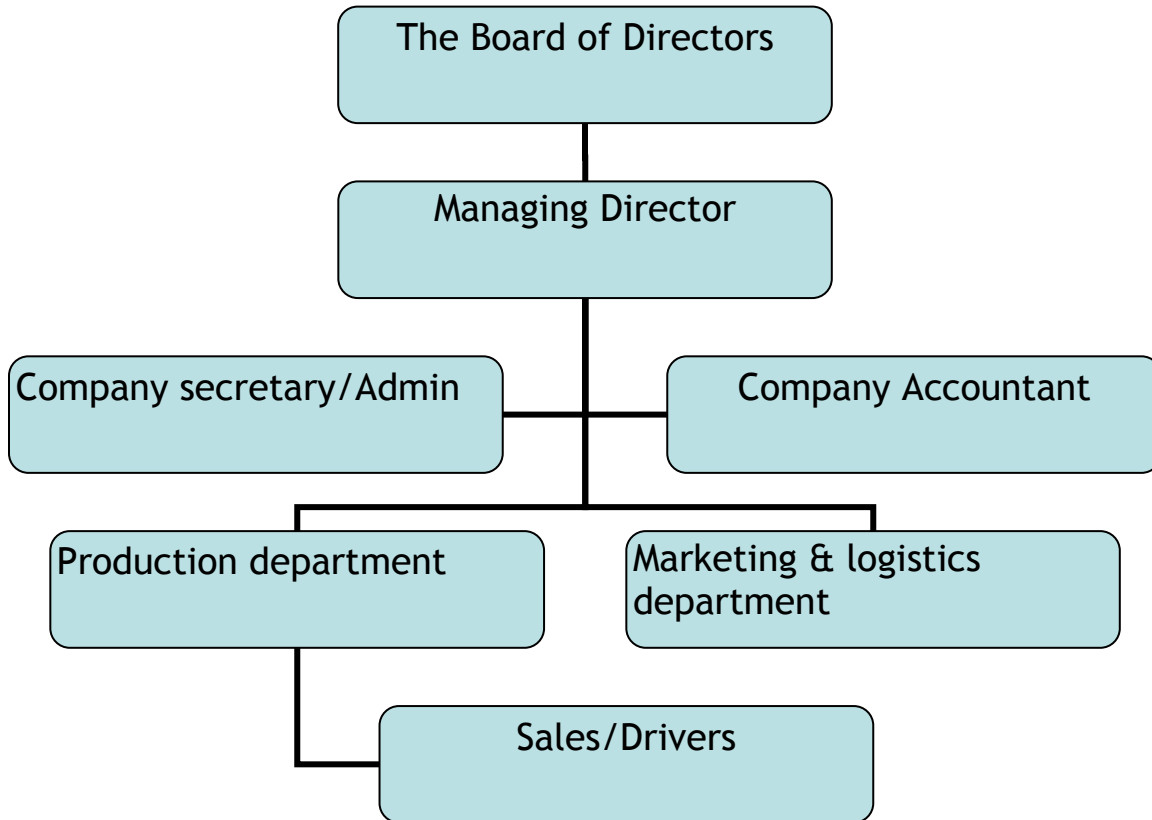 The Board of Directors
Managing Director
Company secretary/Admin
Company Accountant
Production department
Marketing & logistics
department
Sales/Drivers